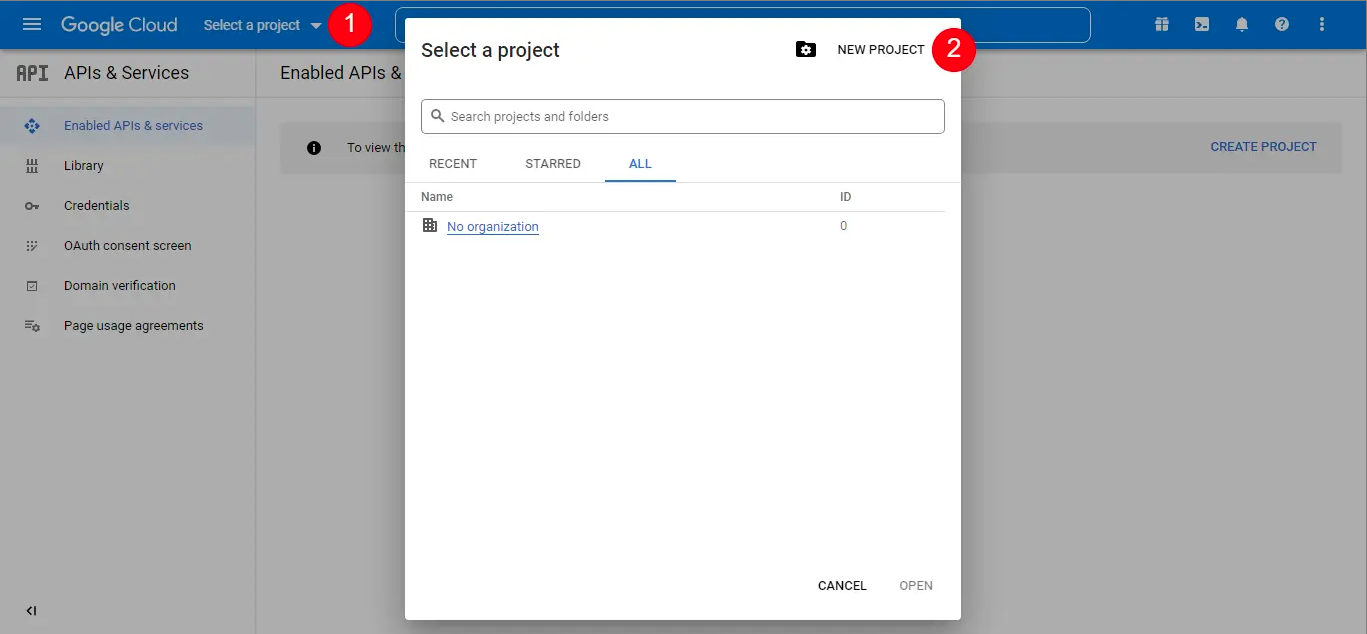 Google Cloud Select a project 1
Select a project NEW PROJECT 2
API APIs & Services
Enabled APIs &
Search projects and folders
Enabled APIs & services
To view th
CREATE PROJECT
RECENT STARRED ALL
Library
Name ID
Credentials
No organization 0
OAuth consent screen
Domain verification
Page usage agreements
CANCEL OPEN